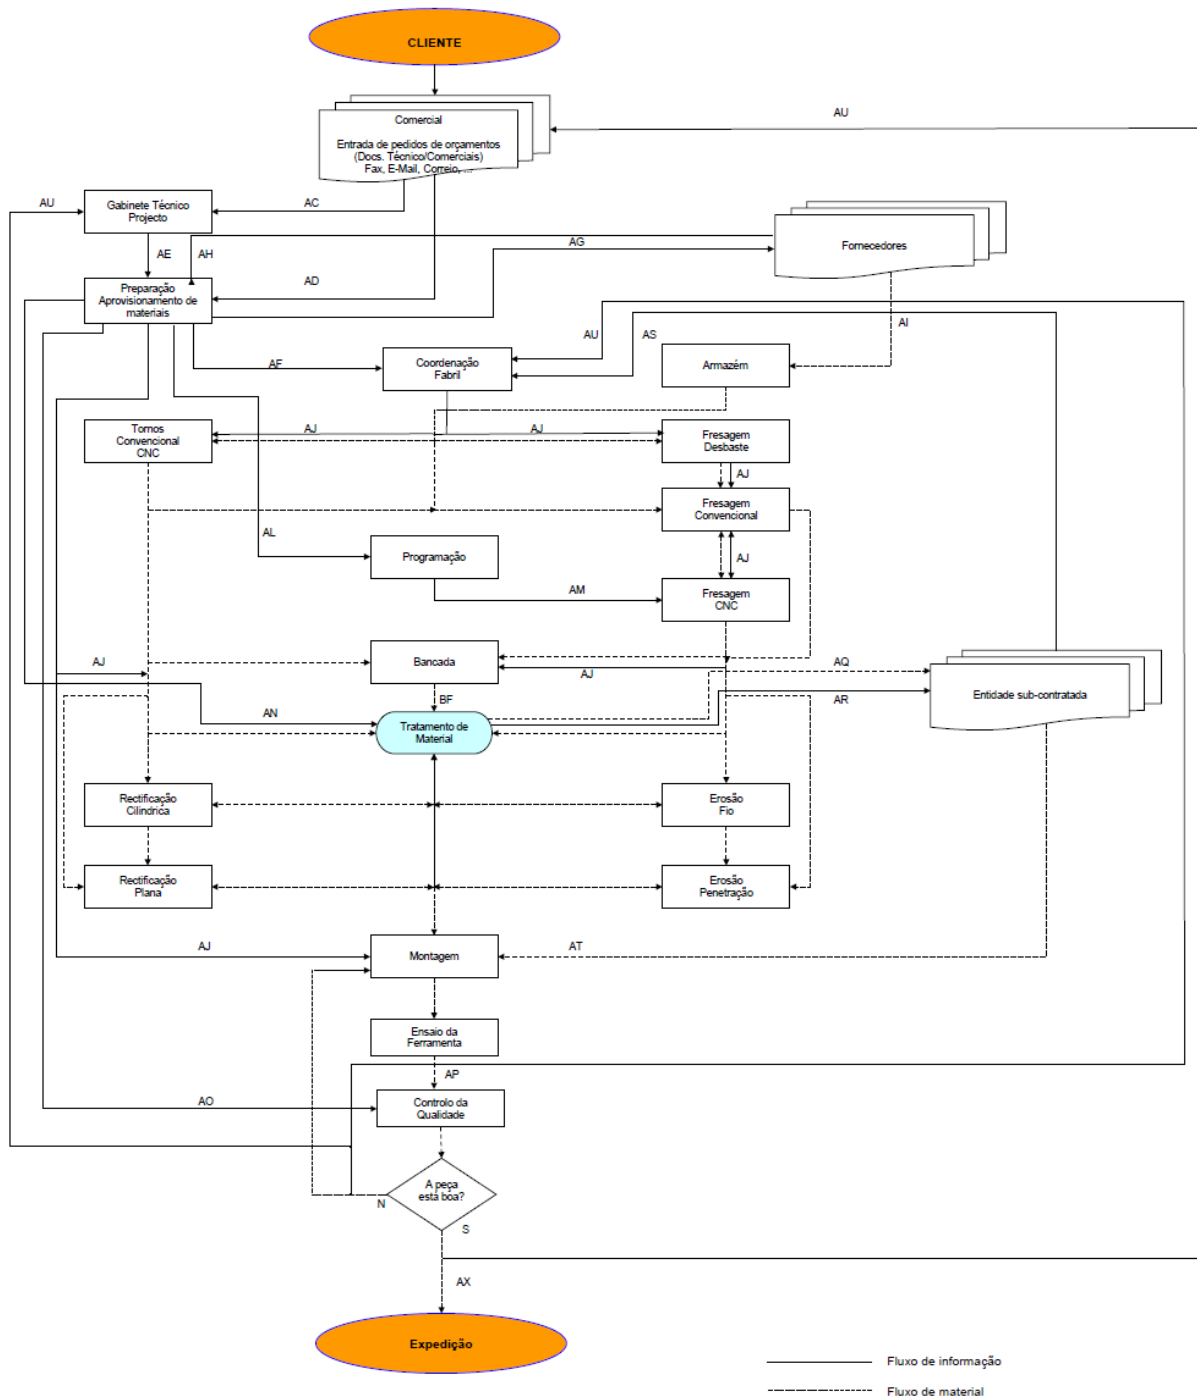 CLIENTE
Comercial
Entrada de pedidos de orçamentos
(Docs. Técnico/Comerciais)
Fax, E-Mail, Correio, ...
AU
AU
Gabinete Técnico
Projecto
AC
AE
AH
AG
Fornecedores
AD
Preparação
Aprovisionamento de
materiais
AU
AS
AI
AF
Coordenação
Fabril
Armazém
Tornos
Convencional
CNC
AJ
AJ
Fresagem
Desbaste
AJ
Fresagem
Convencional
AL
Programação
AJ
AM
Fresagem
CNC
AJ
Bancada
AJ
AQ
Entidade sub-contratada
BF
AR
AN
Tratamento de
Material
Rectificação
Cilíndrica
Erosão
Fio
Rectificação
Plana
Erosão
Penetração
AJ
Montagem
AT
Ensaio da
Ferramenta
AP
AO
Controlo da
Qualidade
A peça
está boa?
N
S
AX
Expedição
Fluxo de informação
Fluxo de material